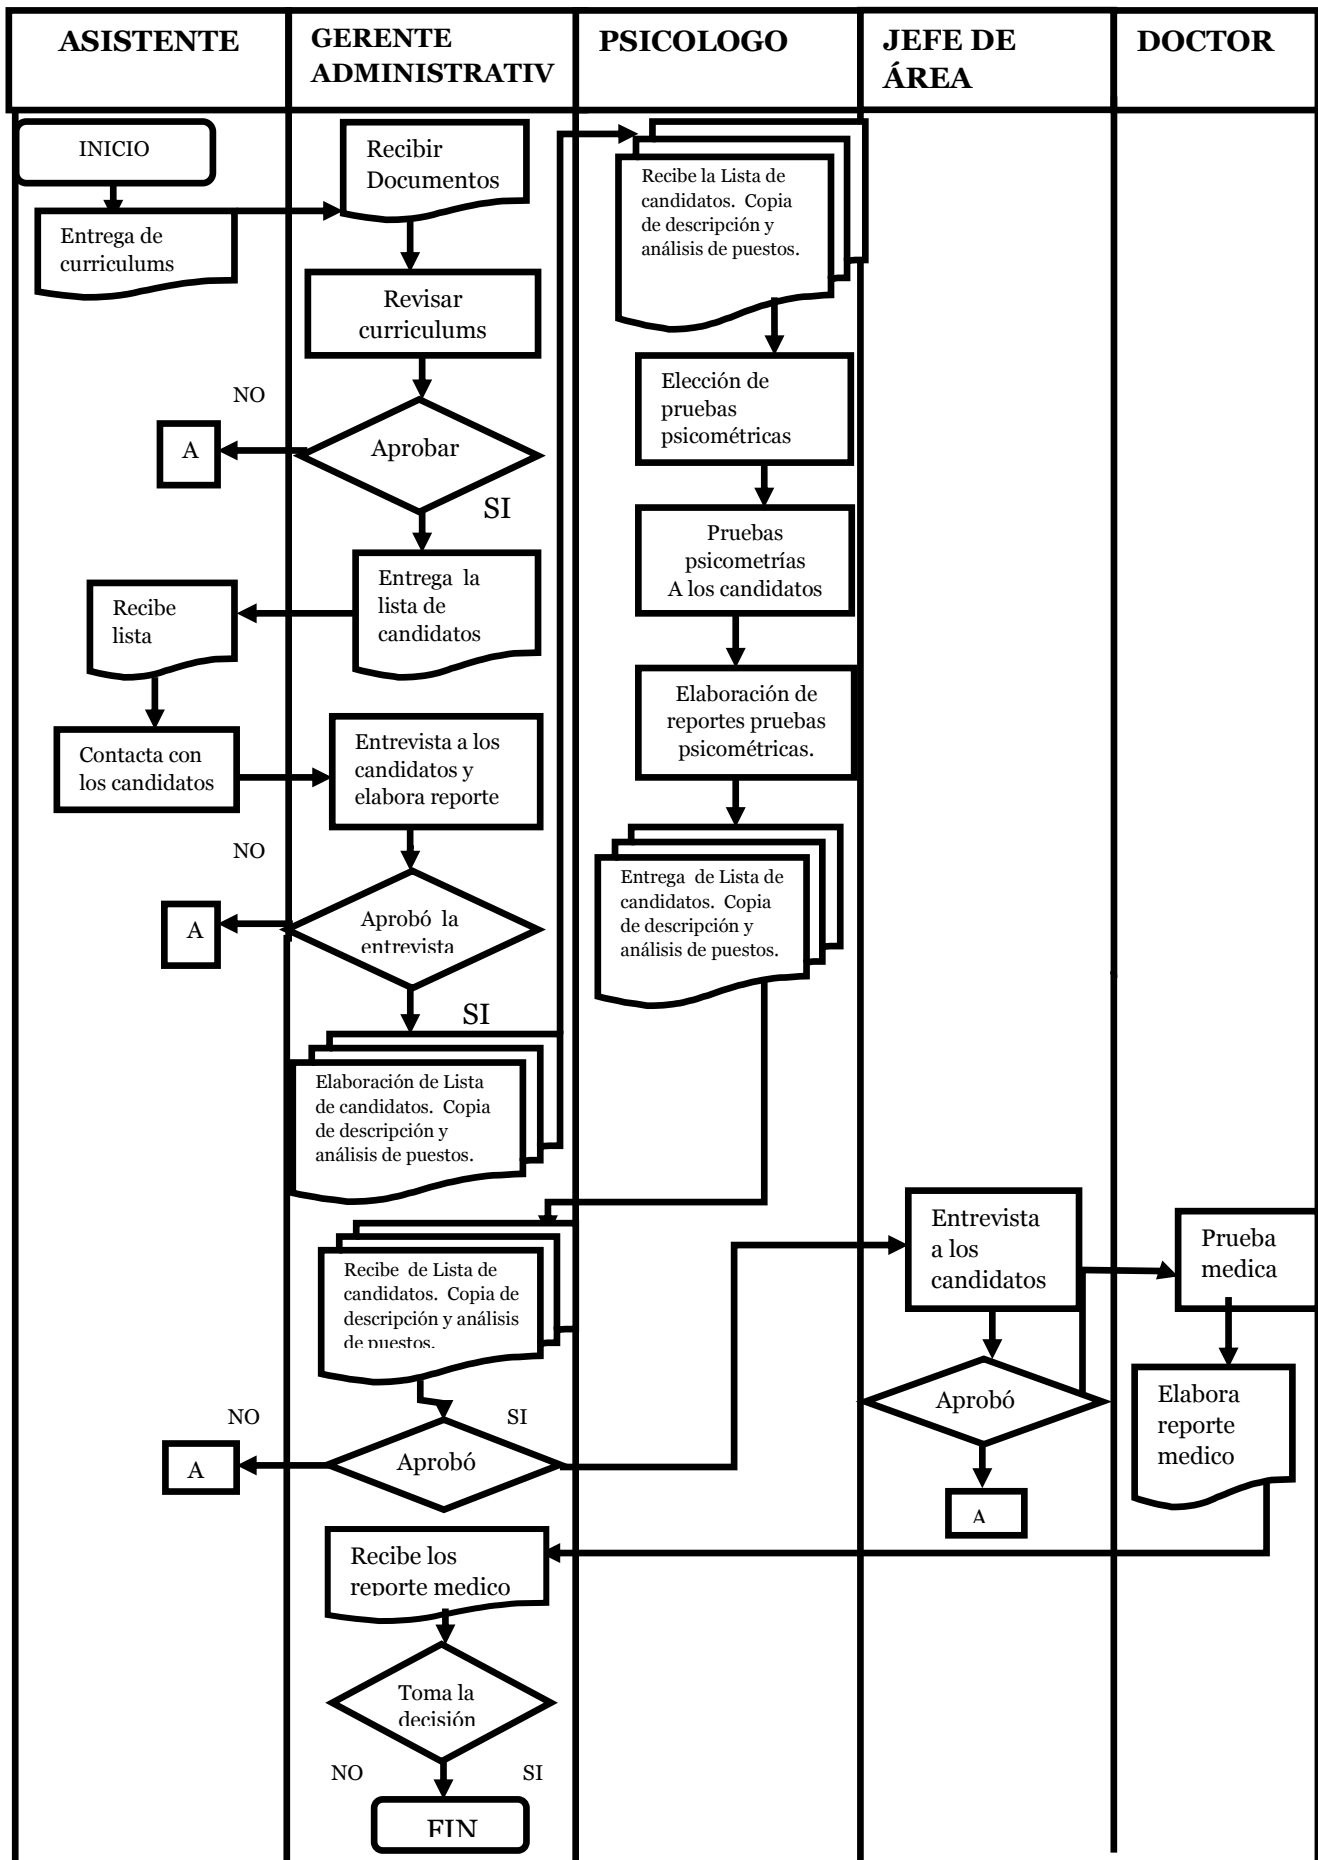 ASISTENTE
GERENTE
ADMINISTRATIV
PSICOLOGO
JEFE DE
ÁREA
DOCTOR
INICIO
Entrega de
curriculums
Recibir
Documentos
Revisar
curriculums
NO
A
Aprobar
SI
Entrega la
lista de
candidatos
Recibe
lista
Contacta con
los candidatos
Entrevista a los
candidatos y
elabora reporte
NO
A
Aprobó la
entrevista
SI
Elaboración de Lista
de candidatos. Copia
de descripción y
análisis de puestos.
Recibe la Lista de
candidatos. Copia
de descripción y
análisis de puestos.
Elección de
pruebas
psicométricas
Pruebas
psicometrías
A los candidatos
Elaboración de
reportes pruebas
psicométricas.
Entrega de Lista de
candidatos. Copia
de descripción y
análisis de puestos.
Recibe de Lista de
candidatos. Copia de
descripción y análisis
de puestos.
NO
A
Aprobó
SI
Entrevista
a los
candidatos
Aprobó
A
Prueba
medica
Elabora
reporte
medico
Recibe los
reporte medico
Toma la
decisión
NO
SI
FIN